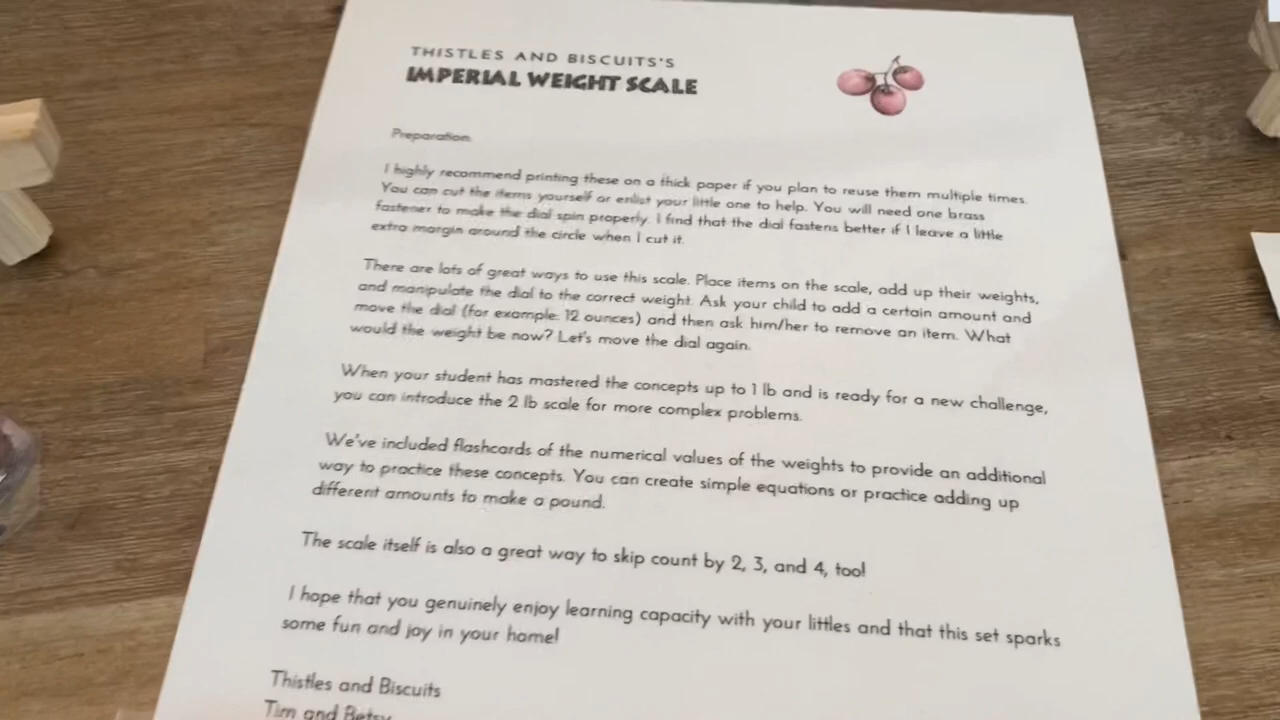 THISTLES AND BISCUITS'S
IMPERIAL WEIGHT SCALE
Preparation
I highly recommend printing these on a thick paper if you plan to reuse them multiple times.
You can cut the items yourself or enlist your little one to help. You will need one brass
fastener to make the dial spin properly. I find that the dial fastens better if I leave a little
extra margin around the circle when I cut it.
There are lots of great ways to use this scale. Place items on the scale, add up their weights,
and manipulate the dial to the correct weight. Ask your child to add a certain amount and
move the dial (for example: 12 ounces) and then ask him/her to remove an item. What
would the weight be now? Let's move the dial again.
When your student has mastered the concepts up to 1 lb and is ready for a new challenge,
you can introduce the 2 lb scale for more complex problems.
We've included flashcards of the numerical values of the weights to provide an additional
way to practice these concepts. You can create simple equations or practice adding up
different amounts to make a pound.
The scale itself is also a great way to skip count by 2, 3, and 4, too!
I hope that you genuinely enjoy learning capacity with your littles and that this set sparks
some fun and joy in your home!
Thistles and Biscuits
Tim and Betsy